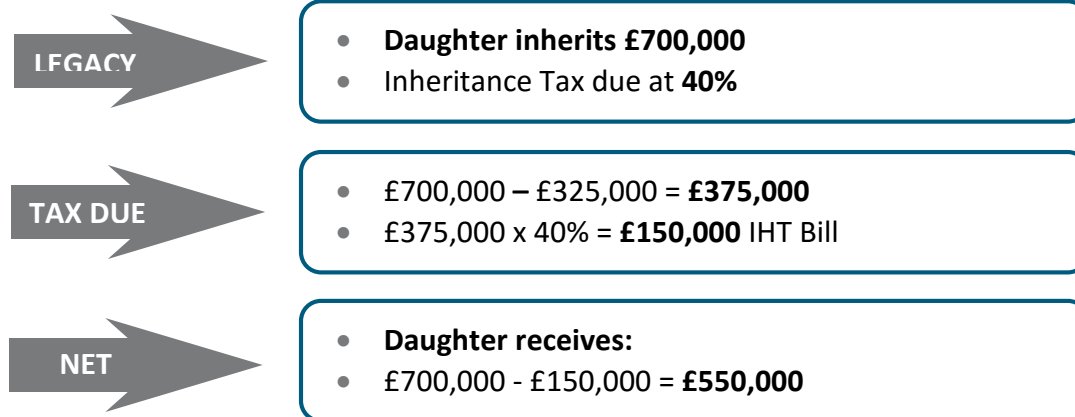 LEGACY
• Daughter inherits £700,000
• Inheritance Tax due at 40%
TAX DUE
• £700,000 – £325,000 = £375,000
• £375,000 x 40% = £150,000 IHT Bill
NET
• Daughter receives:
• £700,000 - £150,000 = £550,000